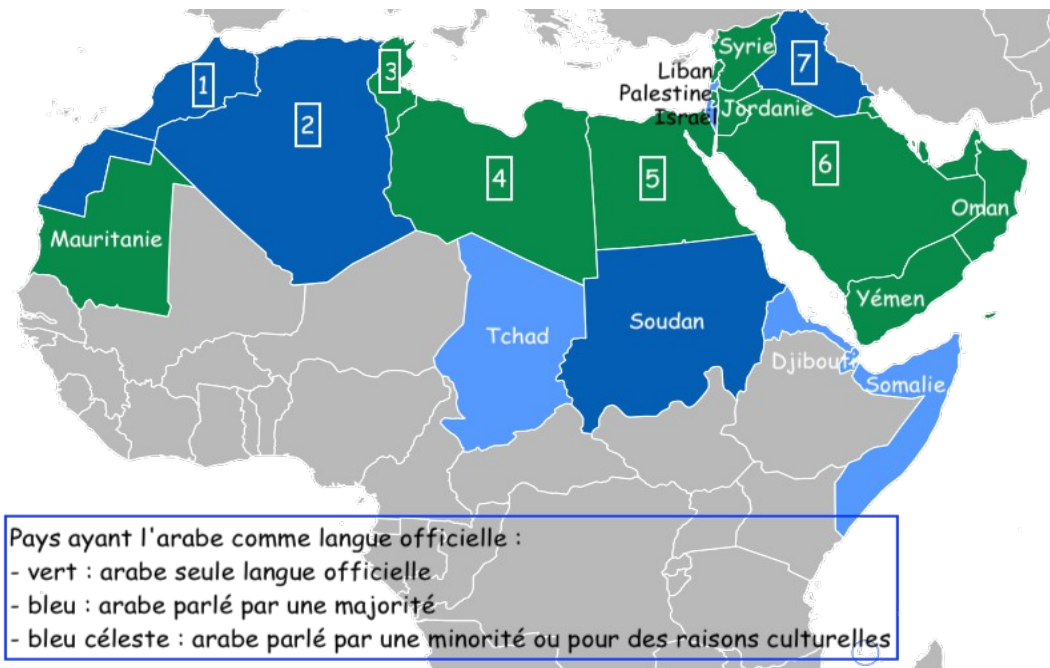 Syrie
7
Liban
Palestine
Israël
Jordanie
1
3
2
4
5
6
Mauritanie
Oman
Yémen
Tchad
Soudan
Djibouti
Somalie
Pays ayant l'arabe comme langue officielle :
- vert : arabe seule langue officielle
- bleu : arabe parlé par une majorité
- bleu céleste : arabe parlé par une minorité ou pour des raisons culturelles